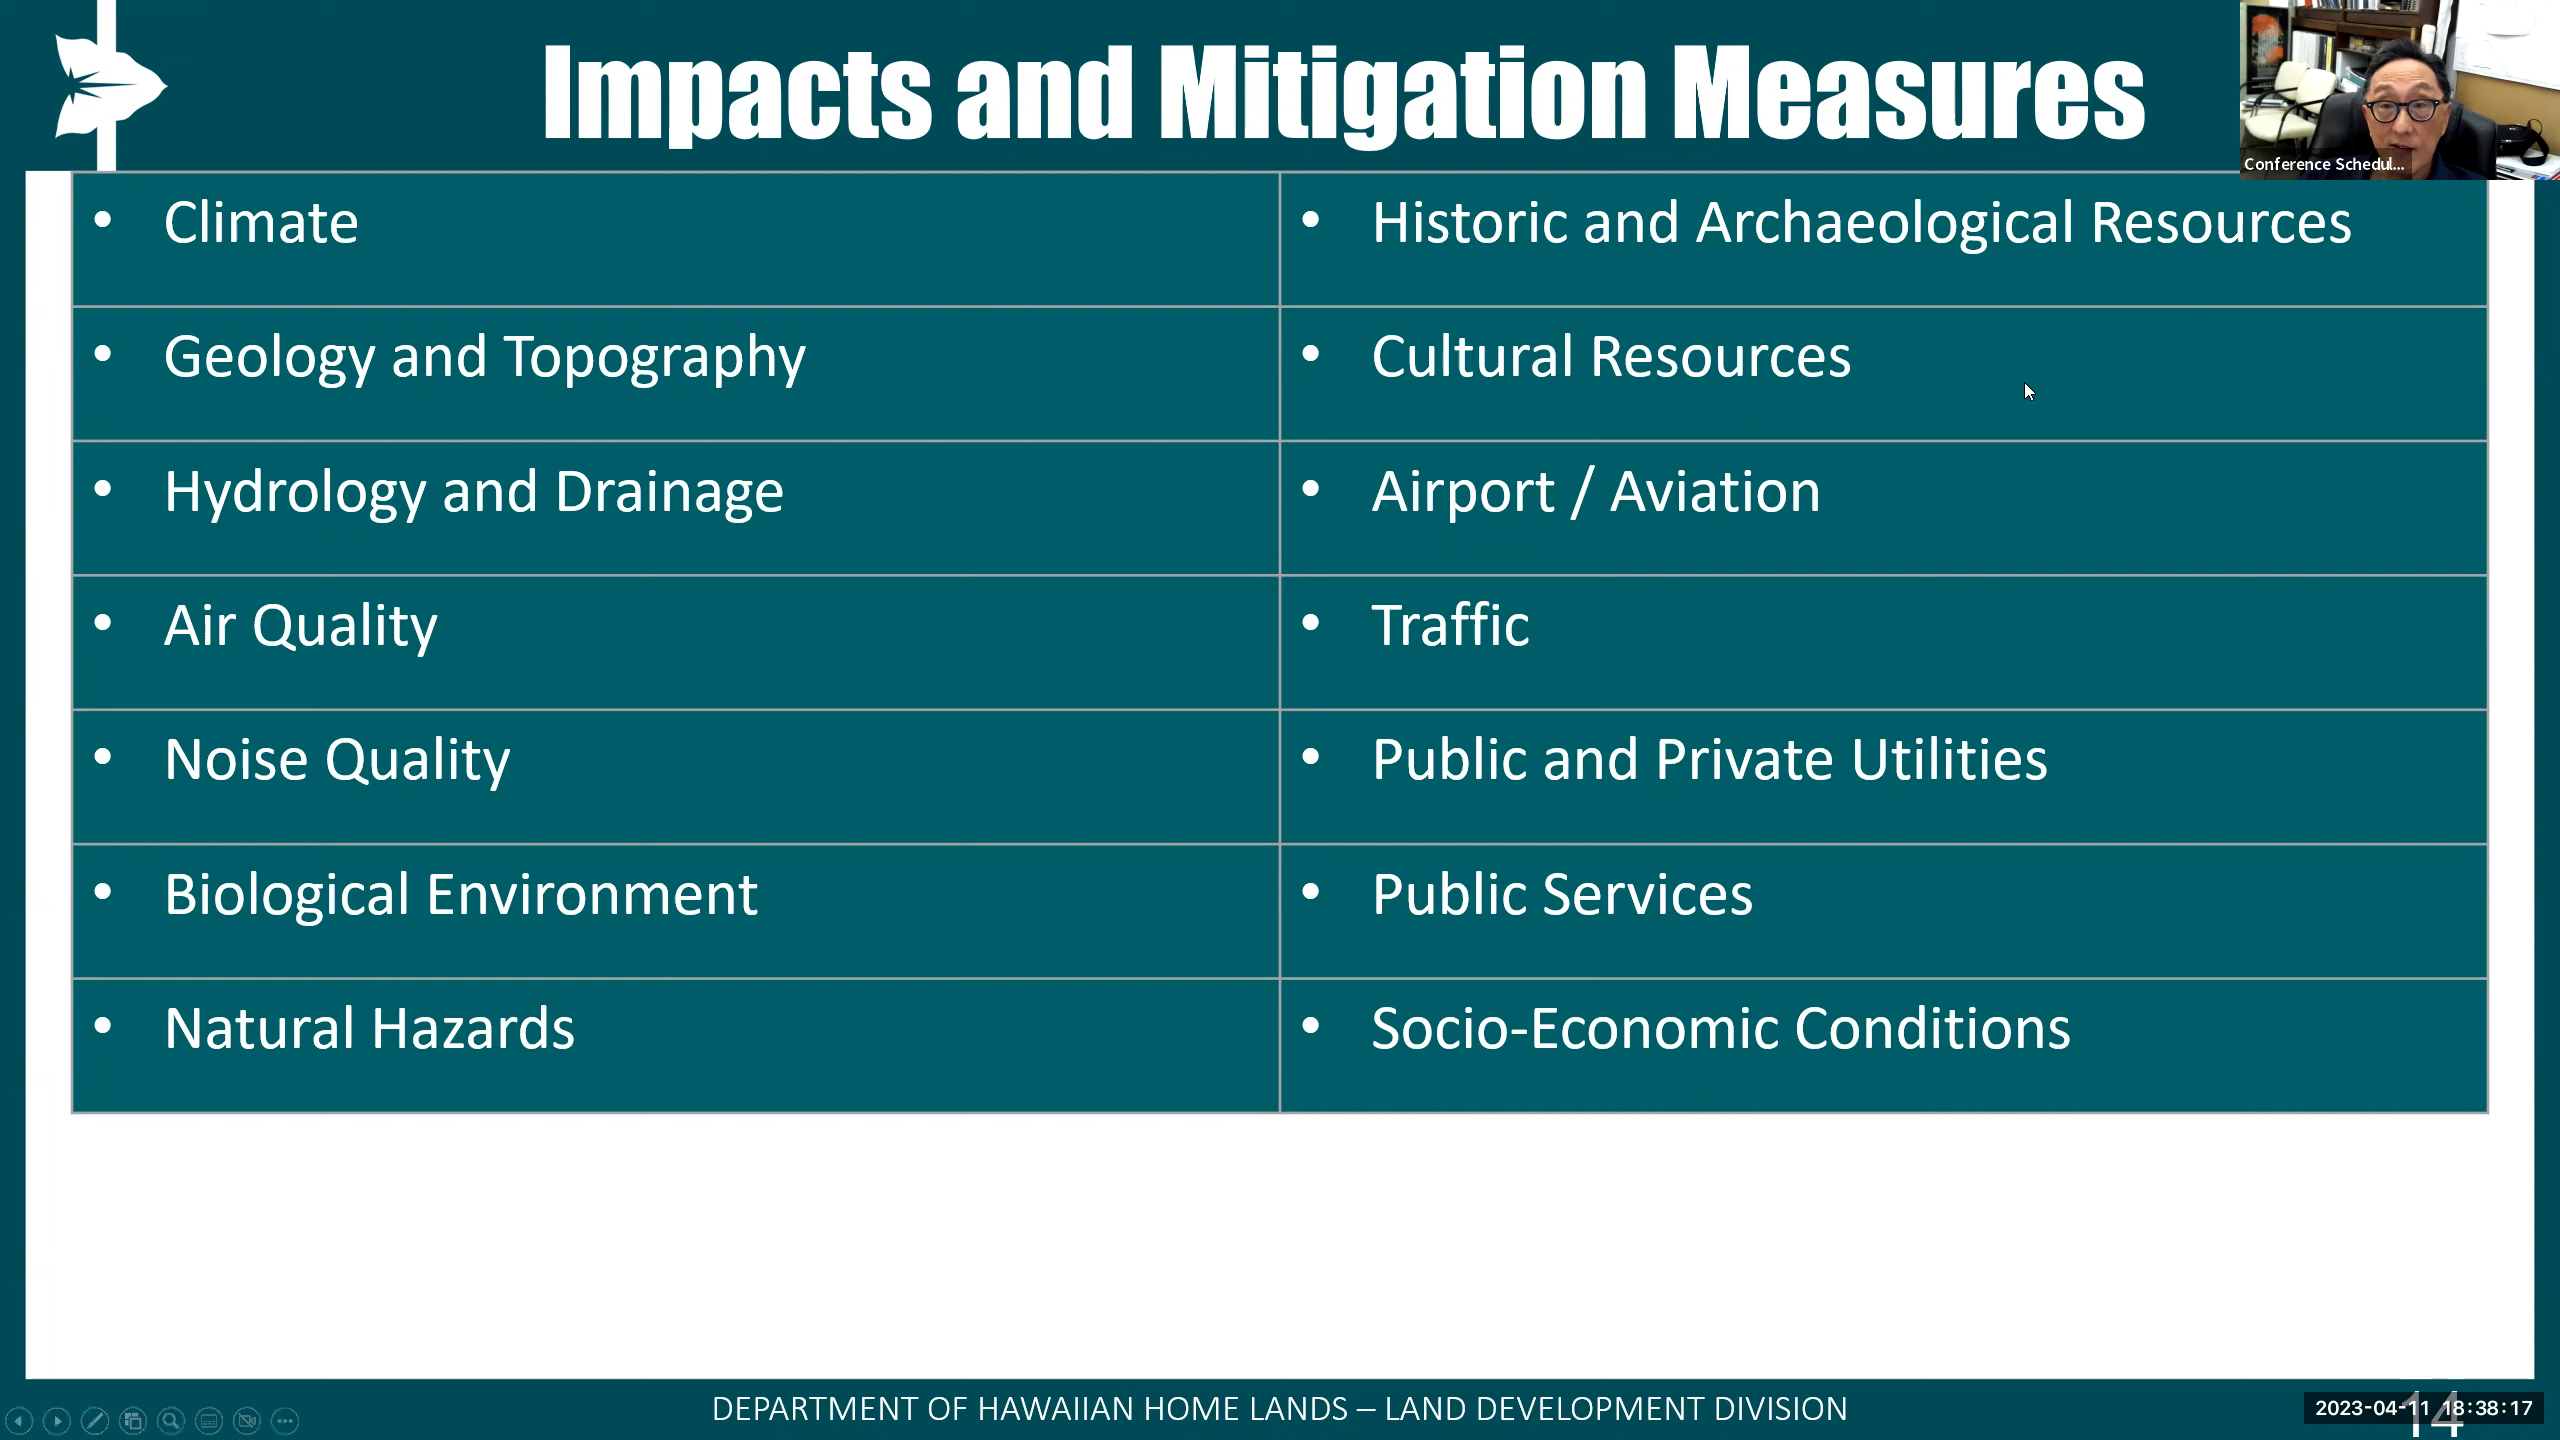 Impacts and Mitigation Measures
Conference Schedul...
• Climate
• Historic and Archaeological Resources
• Geology and Topography
• Cultural Resources
• Hydrology and Drainage
• Airport / Aviation
• Air Quality
• Traffic
• Noise Quality
• Public and Private Utilities
• Biological Environment
• Public Services
• Natural Hazards
• Socio-Economic Conditions
DEPARTMENT OF HAWAIIAN HOME LANDS – LAND DEVELOPMENT DIVISION
14
2023-04-11 18:38:17